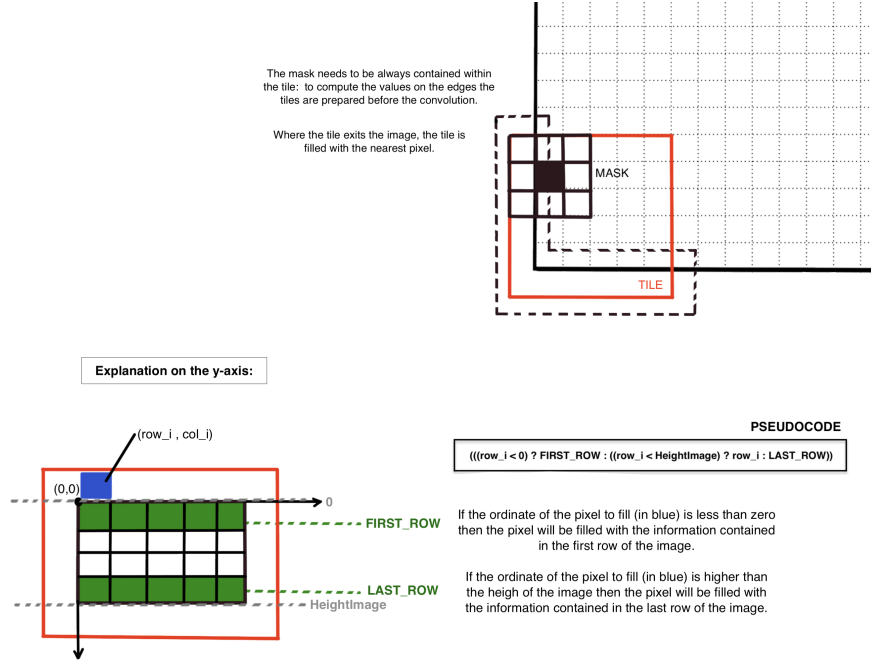 The mask needs to be always contained within
the tile: to compute the values on the edges the
tiles are prepared before the convolution.
Where the tile exits the image, the tile is
filled with the nearest pixel.
MASK
TILE
Explanation on the y-axis:
(row_i , col_i)
(0,0)
0
FIRST_ROW
LAST_ROW
HeightImage
PSEUDOCODE
(((row_i < 0) ? FIRST_ROW : ((row_i < HeightImage) ? row_i : LAST_ROW))
If the ordinate of the pixel to fill (in blue) is less than zero
then the pixel will be filled with the information contained
in the first row of the image.
If the ordinate of the pixel to fill (in blue) is higher than
the heigh of the image then the pixel will be filled with
the information contained in the last row of the image.